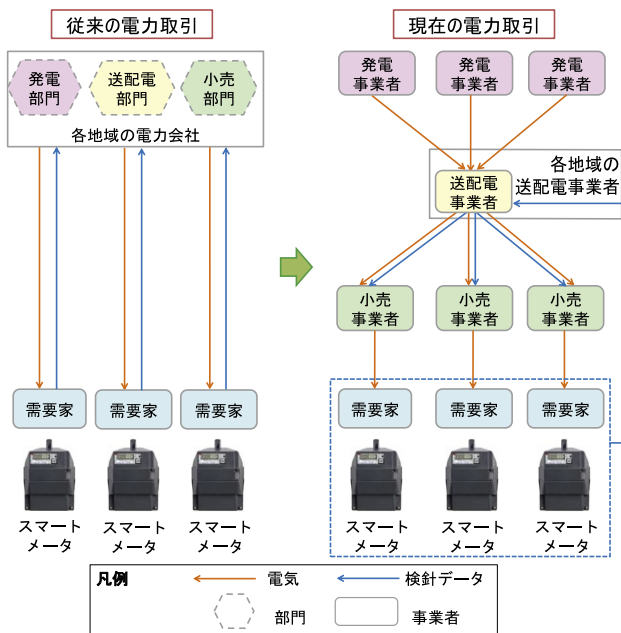 従来の電力取引
発電
部門
送配電
部門
小売
部門
各地域の電力会社
需要家
需要家
需要家
スマート
メータ
スマート
メータ
スマート
メータ
現在の電力取引
発電
事業者
発電
事業者
発電
事業者
各地域の
送配電事業者
送配電
事業者
小売
事業者
小売
事業者
小売
事業者
需要家
需要家
需要家
スマート
メータ
スマート
メータ
スマート
メータ
凡例
電気
検針データ
部門
事業者